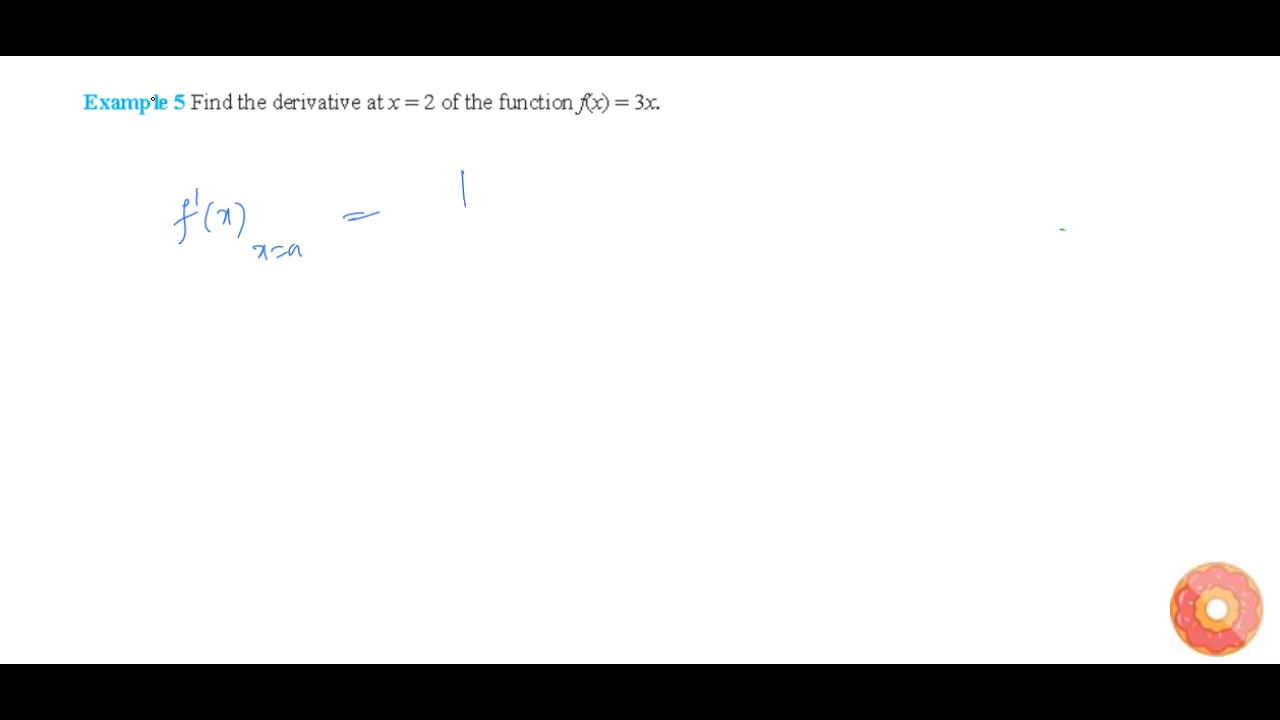 Example 5 Find the derivative at x = 2 of the function f(x) = 3x.
f'(x) x=a = l